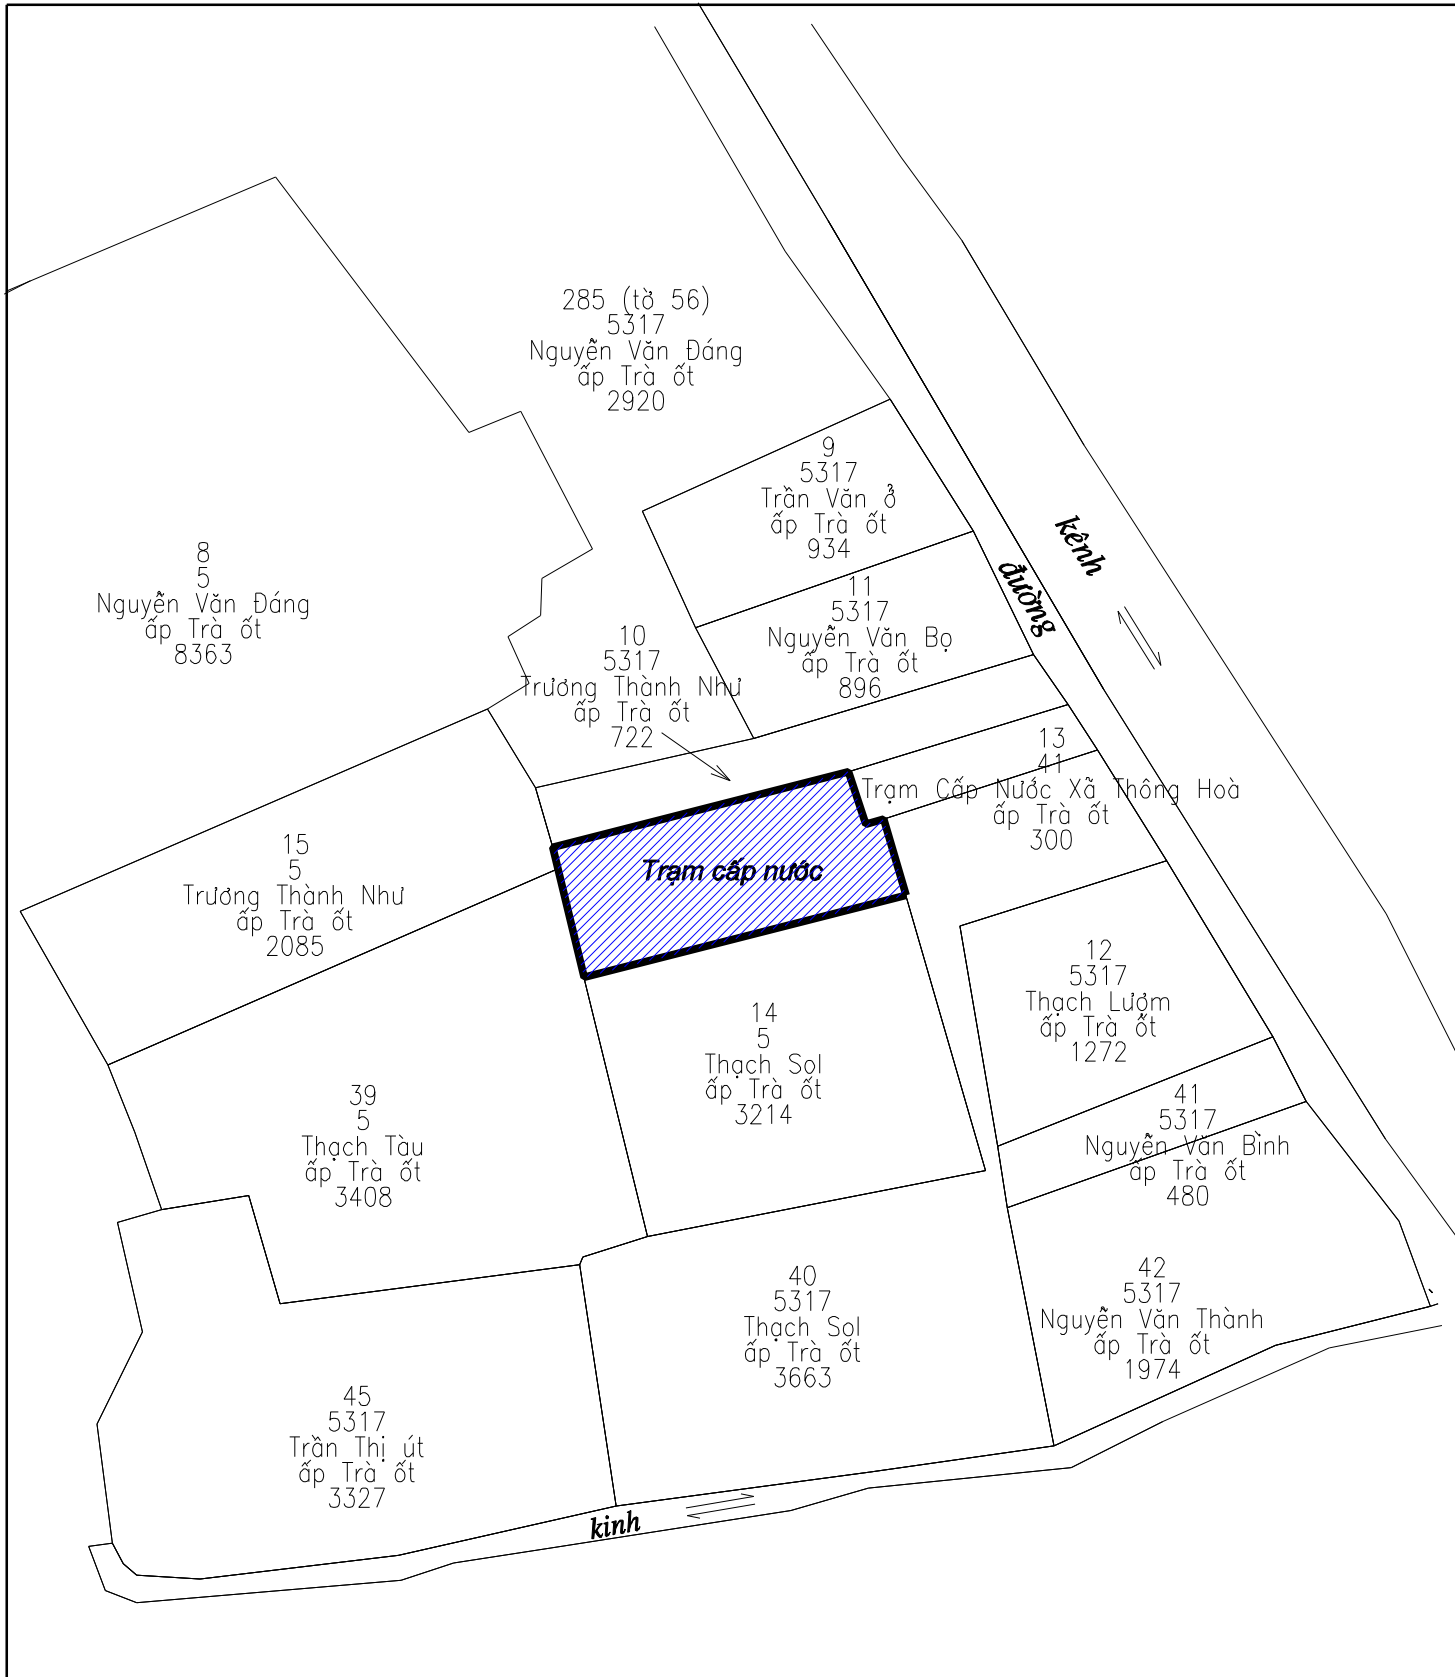 285 (tờ 56)
5317
Nguyễn Văn Đáng
ấp Trà ốt
2920
9
5317
Trần Văn ở
ấp Trà ốt
934
kênh
đường
8
5
Nguyễn Văn Đáng
ấp Trà ốt
8363
11
5317
Nguyễn Văn Bọ
ấp Trà ốt
896
10
5317
Trương Thành Như
ấp Trà ốt
722
13
41
Trạm Cấp Nước Xã Thông Hoà
ấp Trà ốt
300
15
5
Trương Thành Như
ấp Trà ốt
2085
Trạm cấp nước
12
5317
Thạch Lượm
ấp Trà ốt
1272
14
5
Thạch Sol
ấp Trà ốt
3214
39
5
Thạch Tàu
ấp Trà ốt
3408
41
5317
Nguyễn Văn Bình
ấp Trà ốt
480
40
5317
Thạch Sol
ấp Trà ốt
3663
42
5317
Nguyễn Văn Thành
ấp Trà ốt
1974
45
5317
Trần Thị út
ấp Trà ốt
3327
kinh